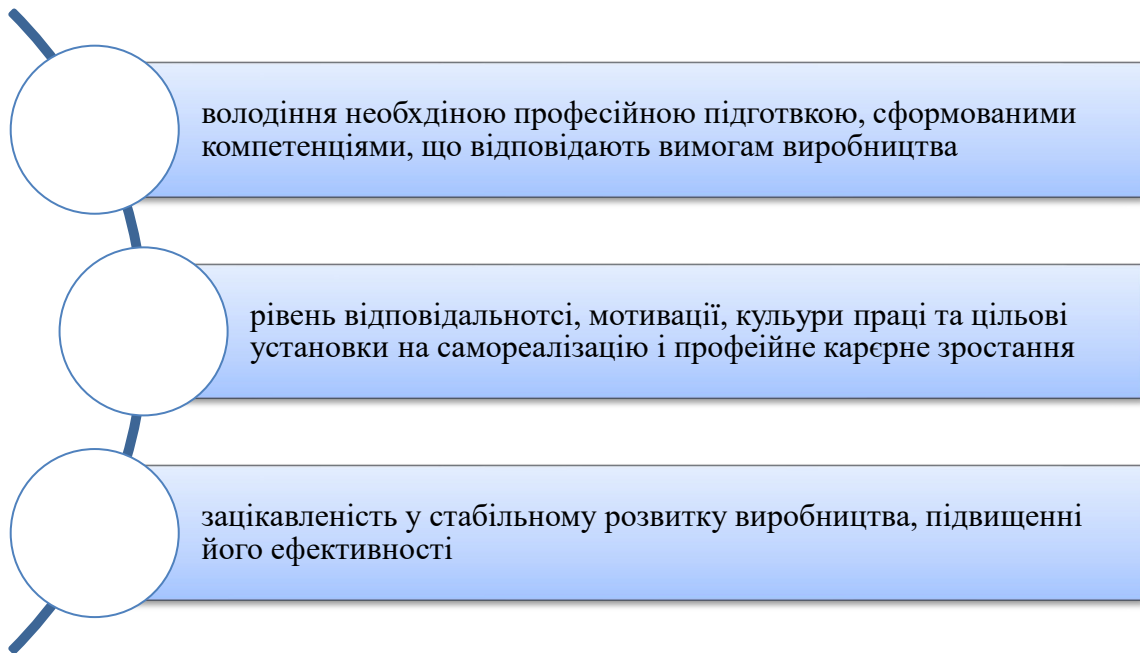 володіння необхдіною професійною підготвкою, сформованими
компетенціями, що відповідають вимогам виробництва
рівень відповідальнотсі, мотивації, кульури праці та цільові
установки на самореалізацію і профеійне карєрне зростання
зацікавленість у стабільному розвитку виробництва, підвищенні
його ефективності